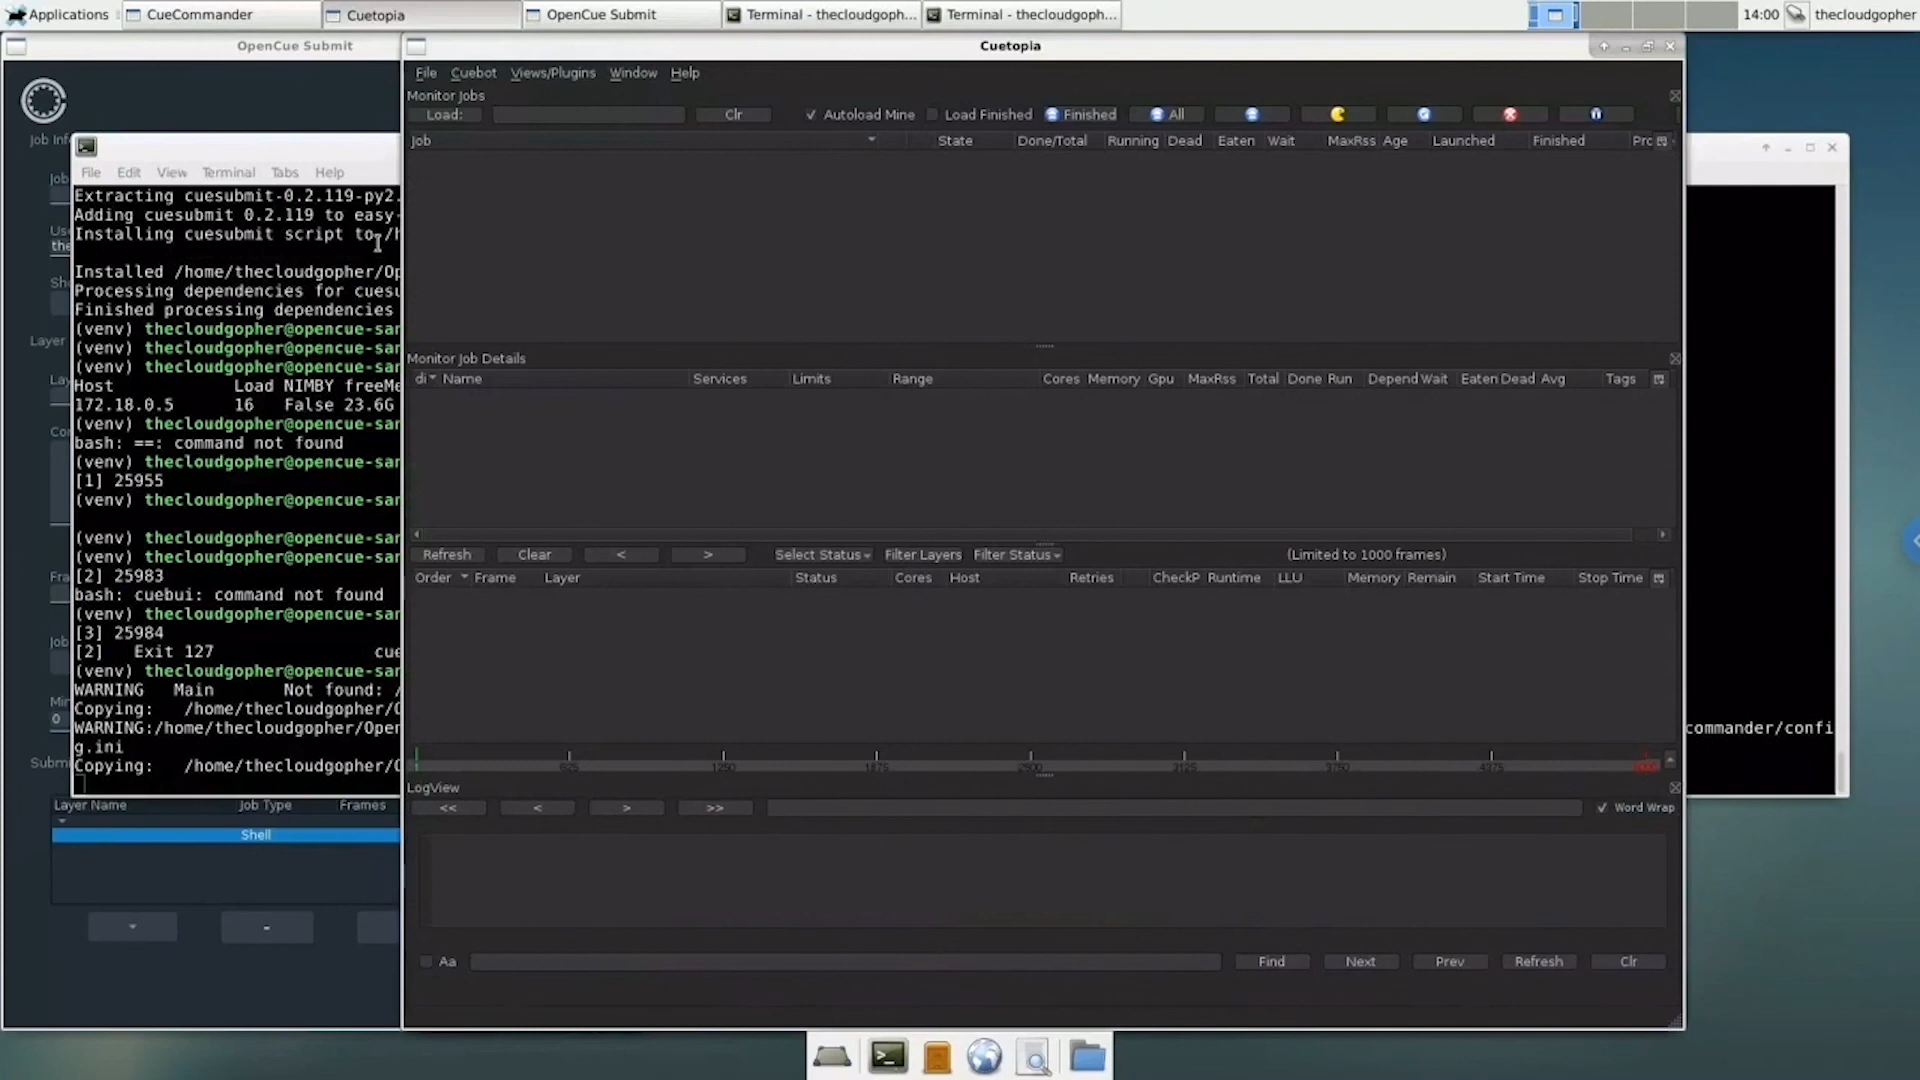 Applications
CueCommander
Cuetopia
OpenCue Submit
Terminal - thecloudgoph...
Terminal - thecloudgoph...
14:00
thecloudgopher
OpenCue Submit
Cuetopia
File Cuebot Views/Plugins Window Help
Monitor Jobs
Load:
Clr
Autoload Mine
Load Finished
Finished
All
Job State Done/Total Running Dead Eaten Wait MaxRss Age Launched Finished
Monitor Job Details
Name Services Limits Range Cores Memory Gpu MaxRss Total Done Run Depend Wait Eaten Dead Avg Tags
Refresh Clear < > Select Status Filter Layers Filter Status (Limited to 1000 frames)
Order Frame Layer Status Cores Host Retries CheckP Runtime LLU Memory Remain Start Time Stop Time
LogView
<< < > >> Word Wrap
Aa Find Next Prev Refresh Clr
File Edit View Terminal Tabs Help
Extracting cuesubmit-0.2.119-py2.
Adding cuesubmit 0.2.119 to easy-
Installing cuesubmit script to /h
Installed /home/thecloudgopher/Op
Processing dependencies for cuesu
Finished processing dependencies
(venv) thecloudgopher@opencue-san
(venv) thecloudgopher@opencue-san
(venv) thecloudgopher@opencue-san
Host Load NIMBY freeMe
172.18.0.5 16 False 23.6G
(venv) thecloudgopher@opencue-san
bash: ==: command not found
(venv) thecloudgopher@opencue-san
[1] 25955
(venv) thecloudgopher@opencue-san
(venv) thecloudgopher@opencue-san
(venv) thecloudgopher@opencue-san
[2] 25983
bash: cuebui: command not found
(venv) thecloudgopher@opencue-san
[3] 25984
[2] Exit 127 cue
(venv) thecloudgopher@opencue-san
WARNING Main Not found: /
Copying: /home/thecloudgopher/O
WARNING:/home/thecloudgopher/Open
commander/confi
g.ini
Copying: /home/thecloudgopher/O
Job Inf
Job
the
Layer
0
Submi
Layer Name Job Type Frames
Shell
-